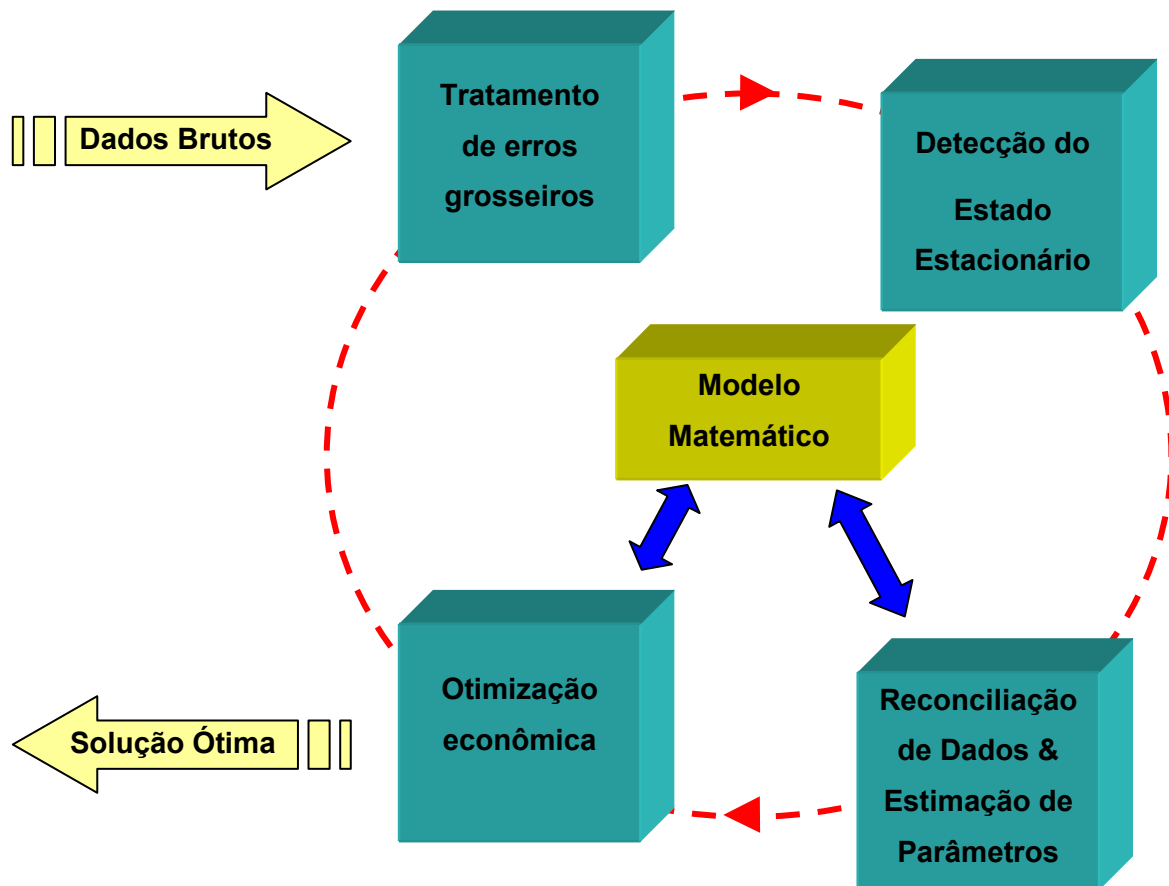 Dados Brutos
Tratamento
de erros
grosseiros
Detecção do
Estado
Estacionário
Modelo
Matemático
Otimização
econômica
Solução Ótima
Reconciliação
de Dados &
Estimação de
Parâmetros